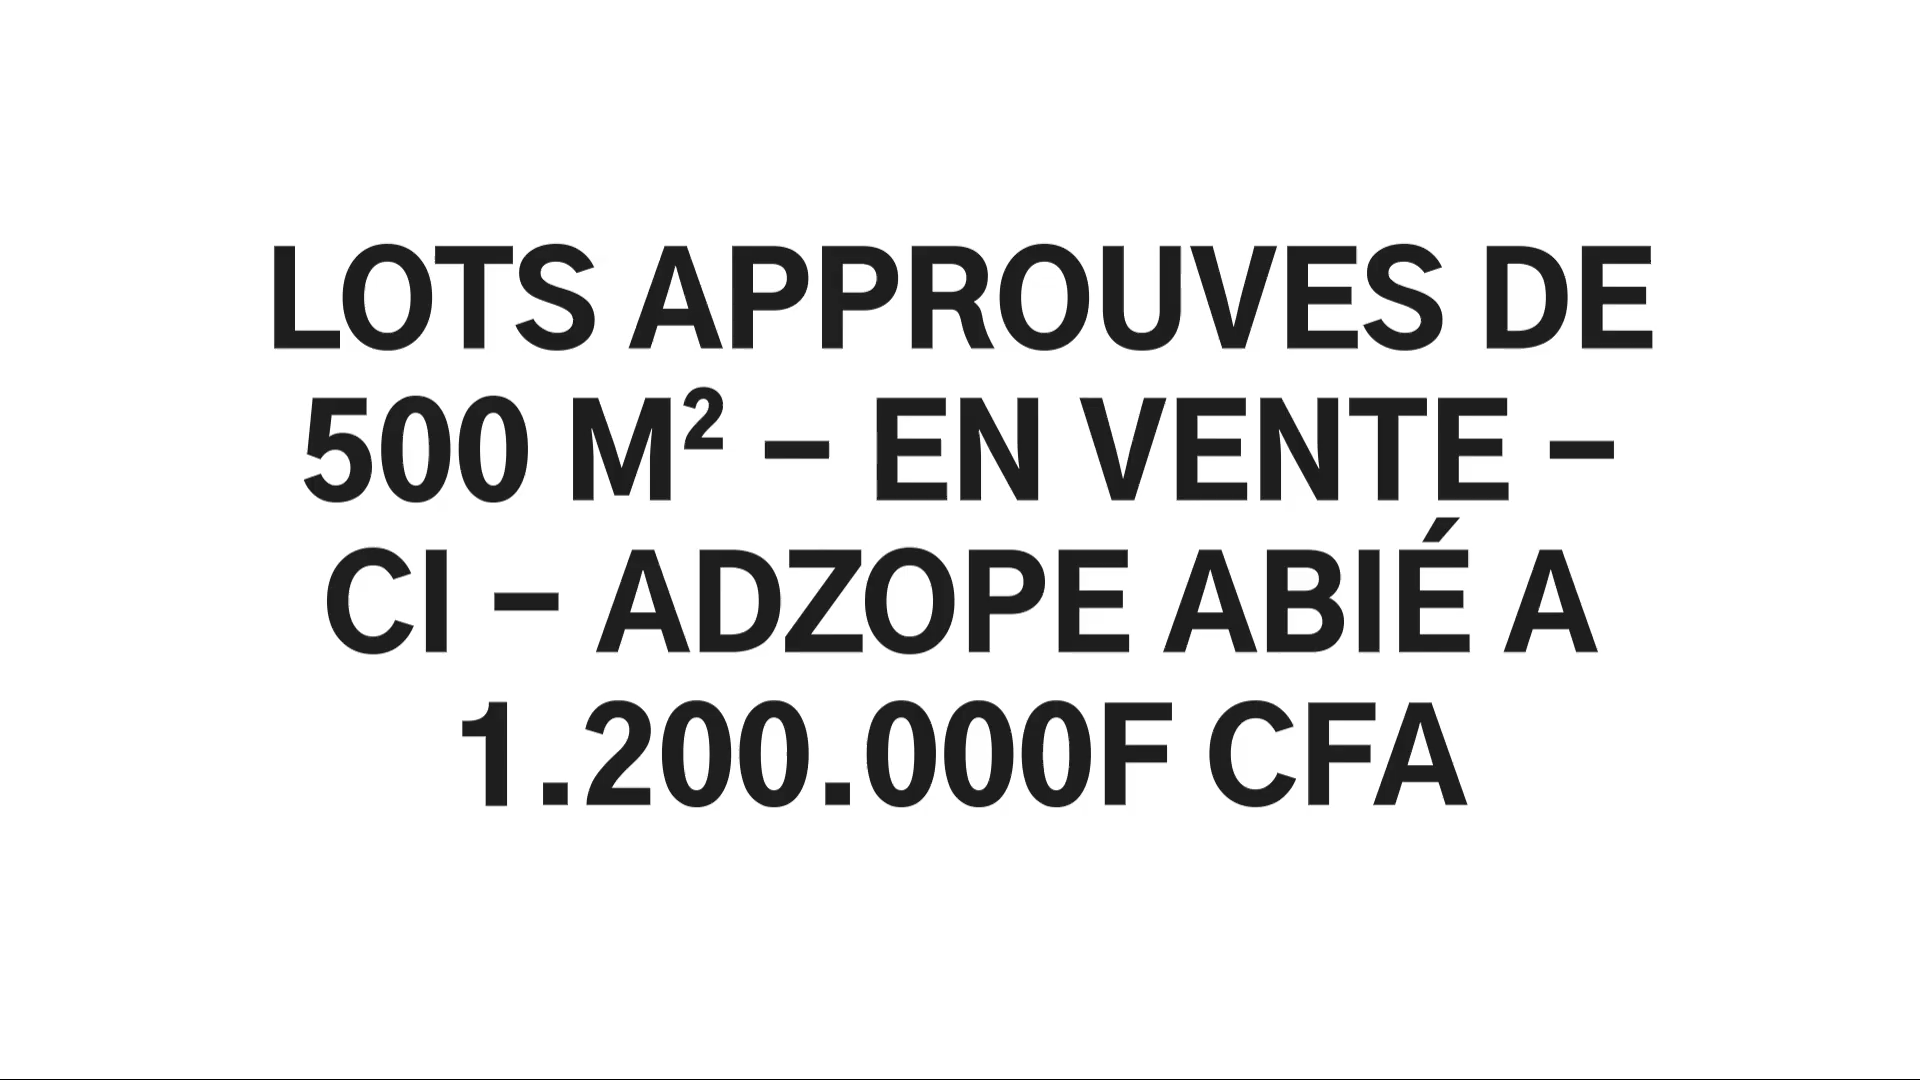 LOTS APPROUVES DE
500 M² – EN VENTE –
CI – ADZOPE ABIÉ A
1.200.000F CFA